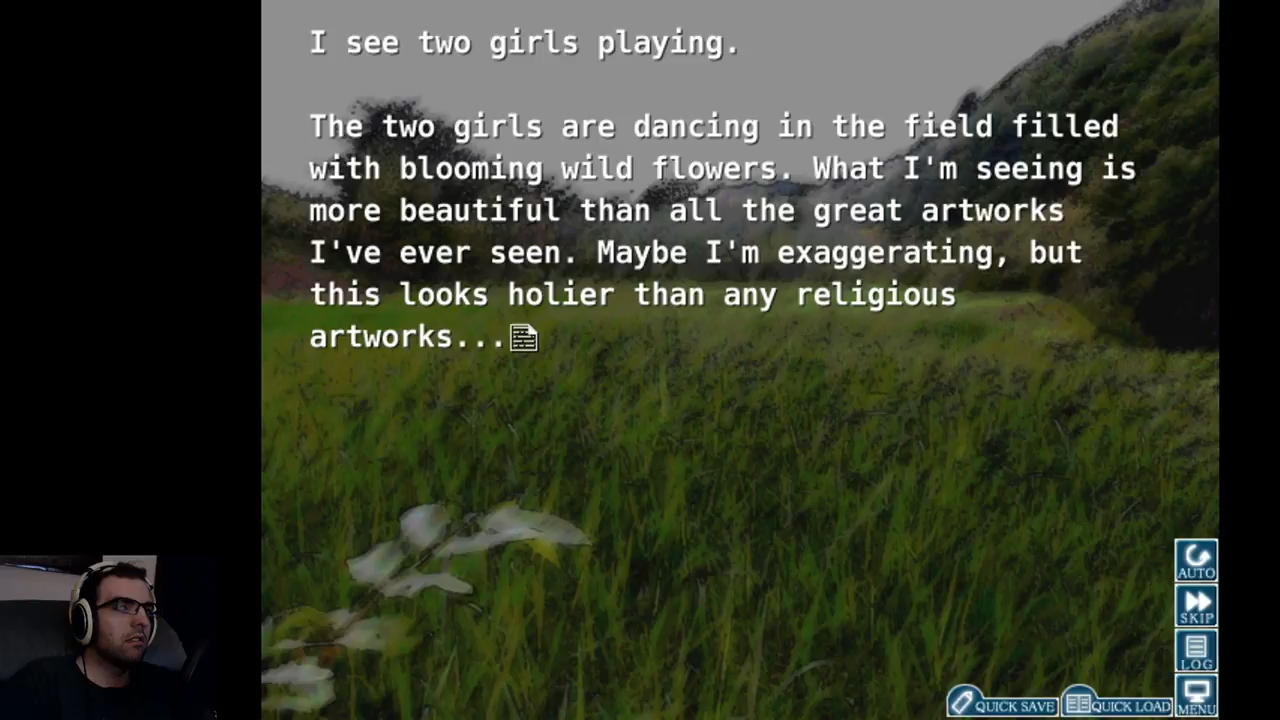 I see two girls playing.
The two girls are dancing in the field filled
with blooming wild flowers. What I'm seeing is
more beautiful than all the great artworks
I've ever seen. Maybe I'm exaggerating, but
this looks holier than any religious
artworks...
AUTO
SKIP
LOG
QUICK SAVE
QUICK LOAD
MENU